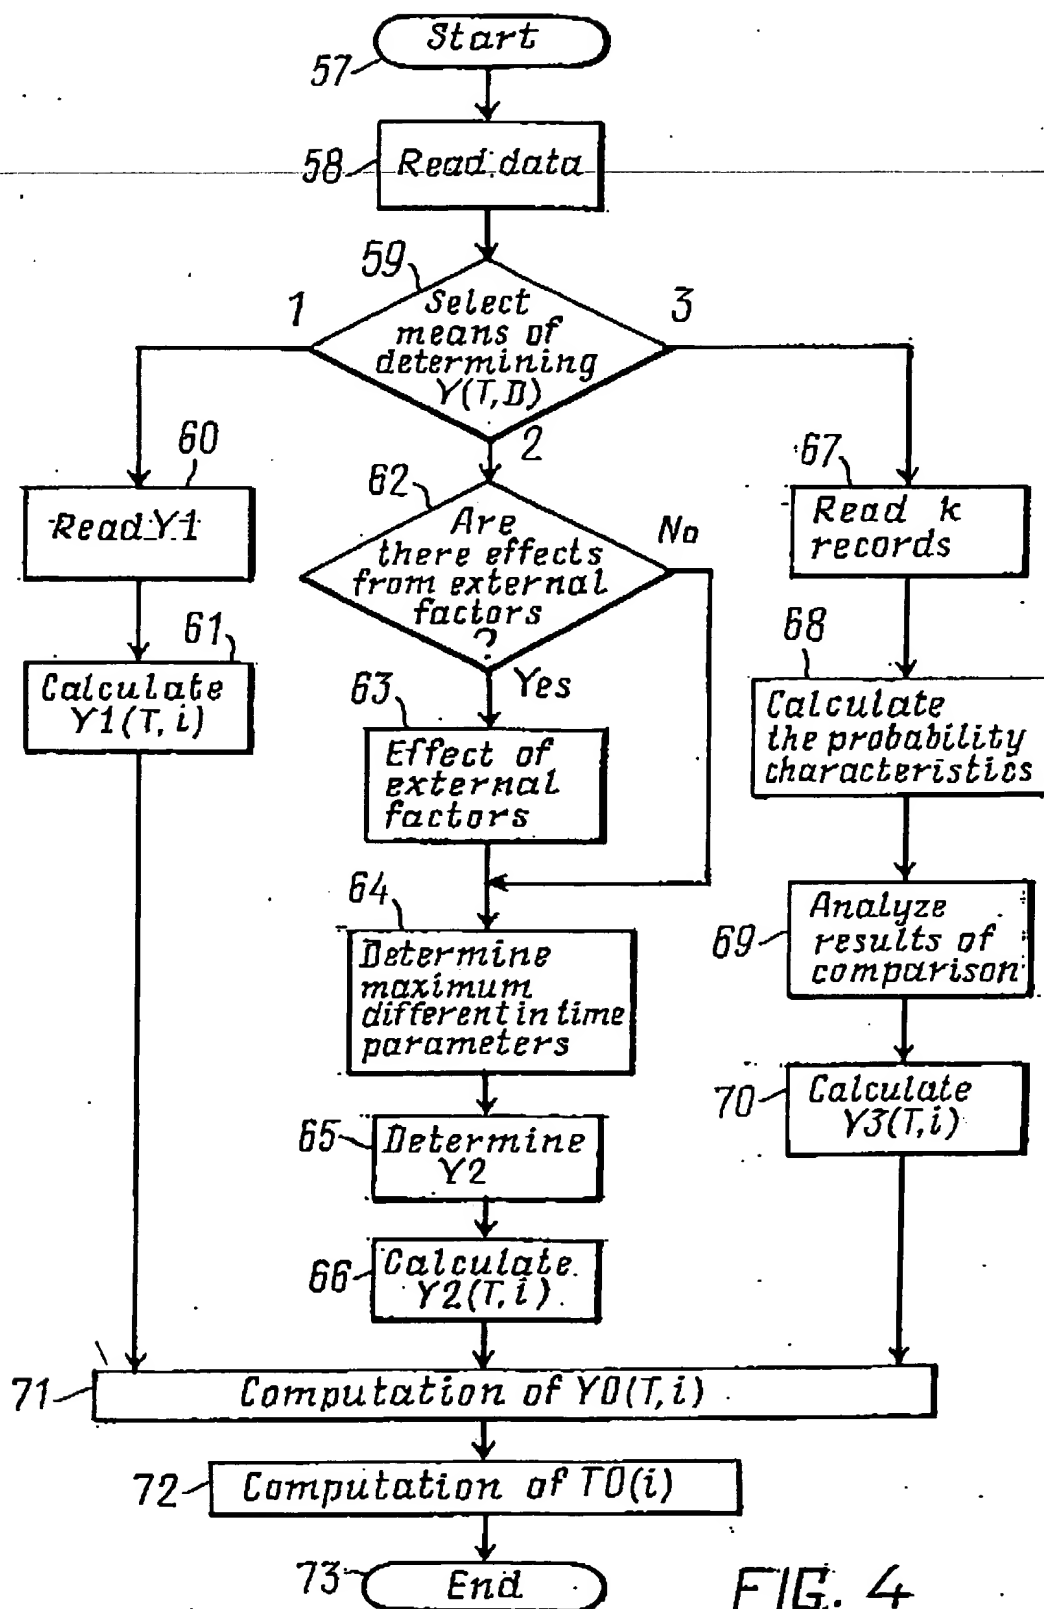 Start
57
58
Read data
59
1
Select
means of
determining
Y(T,D)
3
2
60
Read Y1
61
Calculate
Y1(T,i)
62
Are
there effects
from external
factors
?
No
Yes
63
Effect of
external
factors
64
Determine
maximum
different in time
parameters
65
Determine
Y2
66
Calculate
Y2(T,i)
67
Read k
records
68
Calculate
the probability
characteristics
69
Analyze
results of
comparison
70
Calculate
Y3(T,i)
71
Computation of Y0(T,i)
72
Computation of T0(i)
73
End
FIG. 4